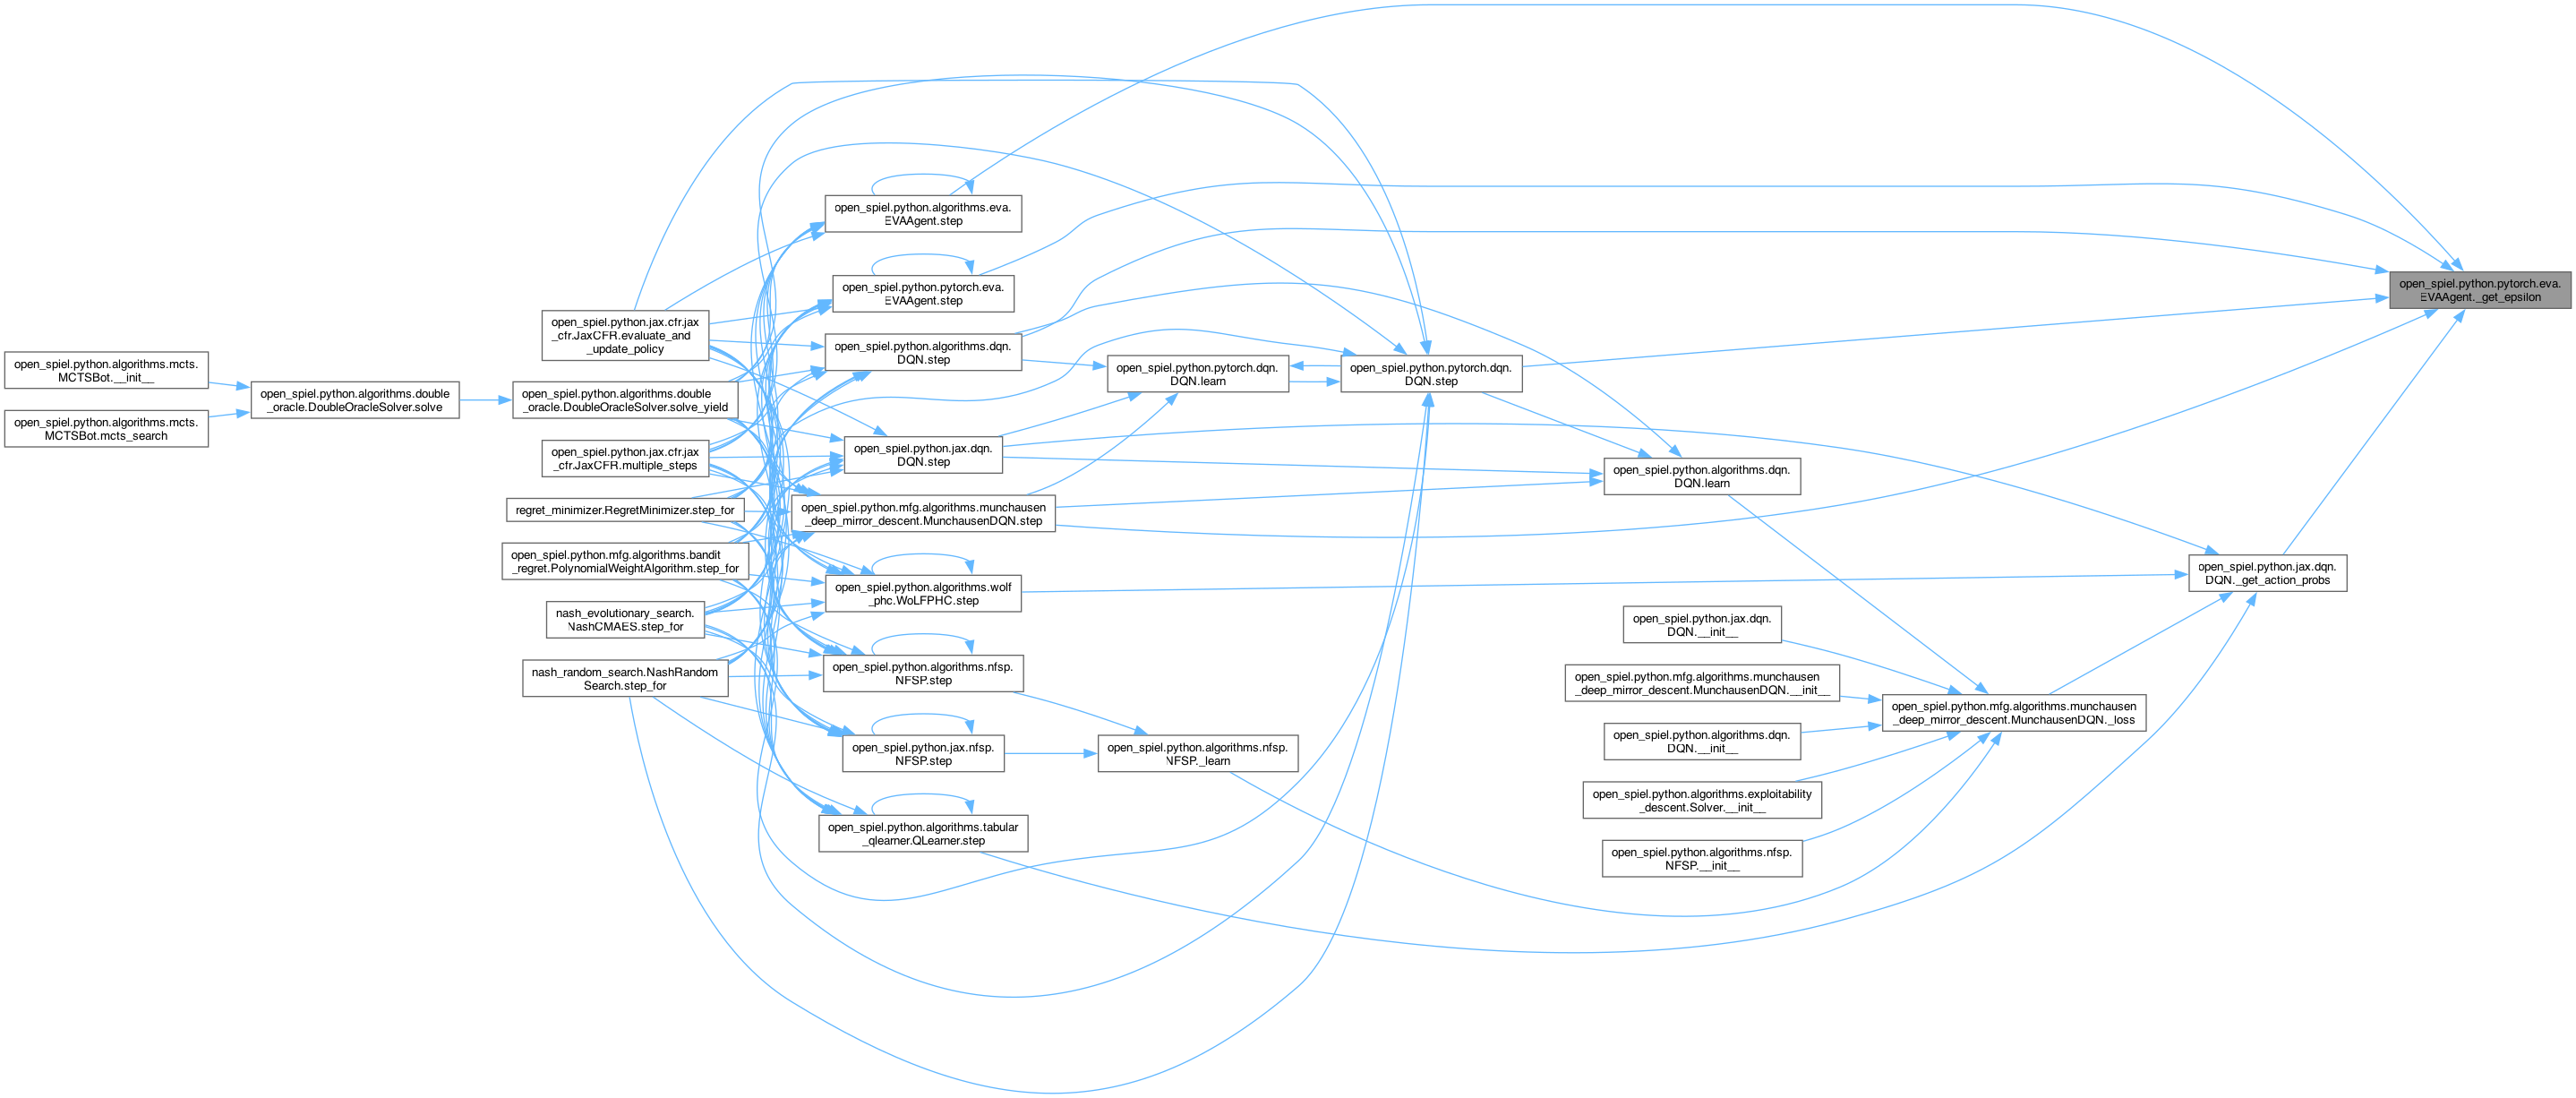 open_spiel.python.algorithms.mcts.
MCTSBot.__init__
open_spiel.python.algorithms.mcts.
MCTSBot.mcts_search
open_spiel.python.algorithms.double
_oracle.DoubleOracleSolver.solve
open_spiel.python.jax.cfr.jax
_cfr.JaxCFR.evaluate_and
_update_policy
open_spiel.python.algorithms.double
_oracle.DoubleOracleSolver.solve_yield
open_spiel.python.jax.cfr.jax
_cfr.JaxCFR.multiple_steps
regret_minimizer.RegretMinimizer.step_for
open_spiel.python.mfg.algorithms.bandit
_regret.PolynomialWeightAlgorithm.step_for
nash_evolutionary_search.
NashCMAES.step_for
nash_random_search.NashRandom
Search.step_for
open_spiel.python.algorithms.eva.
EVAAgent.step
open_spiel.python.pytorch.eva.
EVAAgent.step
open_spiel.python.algorithms.dqn.
DQN.step
open_spiel.python.jax.dqn.
DQN.step
open_spiel.python.mfg.algorithms.munchausen
_deep_mirror_descent.MunchausenDQN.step
open_spiel.python.algorithms.wolf
_phc.WoLFPHC.step
open_spiel.python.algorithms.nfsp.
NFSP.step
open_spiel.python.jax.nfsp.
NFSP.step
open_spiel.python.algorithms.tabular
_qlearner.QLearner.step
open_spiel.python.pytorch.dqn.
DQN.learn
open_spiel.python.algorithms.nfsp.
NFSP._learn
open_spiel.python.pytorch.dqn.
DQN.step
open_spiel.python.algorithms.dqn.
DQN.learn
open_spiel.python.jax.dqn.
DQN.__init__
open_spiel.python.mfg.algorithms.munchausen
_deep_mirror_descent.MunchausenDQN.__init__
open_spiel.python.algorithms.dqn.
DQN.__init__
open_spiel.python.algorithms.exploitability
_descent.Solver.__init__
open_spiel.python.algorithms.nfsp.
NFSP.__init__
open_spiel.python.mfg.algorithms.munchausen
_deep_mirror_descent.MunchausenDQN._loss
open_spiel.python.jax.dqn.
DQN._get_action_probs
open_spiel.python.pytorch.eva.
EVAAgent._get_epsilon